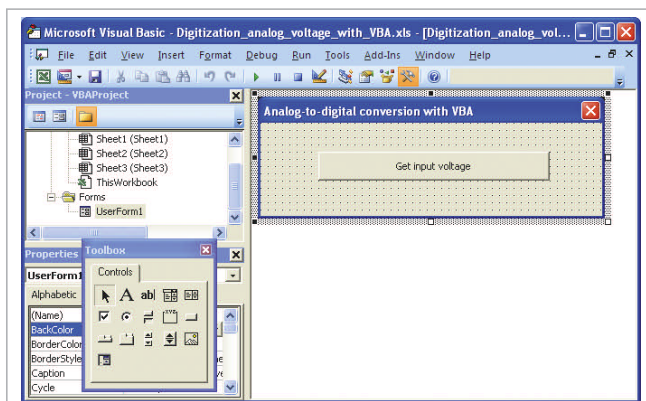 Microsoft Visual Basic - Digitization_analog_voltage_with_VBA.xls - [Digitization_analog_vol...
File Edit View Insert Format Debug Run Tools Add-Ins Window Help
Project - VBAProject
Sheet1 (Sheet1)
Sheet2 (Sheet2)
Sheet3 (Sheet3)
ThisWorkbook
Forms
UserForm1
Properties
UserForm1
Alphabetic
(Name)
BackColor
BorderColor
BorderStyle
Caption
Cycle
Toolbox
Controls
A
ab
Analog-to-digital conversion with VBA
Get input voltage